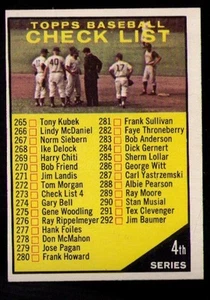 TOPPS BASEBALL
CHECK LIST
265 Tony Kubek
266 Lindy McDaniel
267 Norm Siebern
268 Ike Delock
269 Harry Chiti
270 Bob Friend
271 Jim Landis
272 Tom Morgan
273 Check List 4
274 Gary Bell
275 Gene Woodling
276 Ray Rippelmeyer
277 Hank Foiles
278 Don McMahon
279 Jose Pagan
280 Frank Howard
281 Frank Sullivan
282 Faye Throneberry
283 Bob Anderson
284 Dick Gernert
285 Sherm Lollar
286 George Witt
287 Carl Yastrzemski
288 Albie Pearson
289 Ray Moore
290 Stan Musial
291 Tex Clevenger
292 Jim Baumer
4th
SERIES